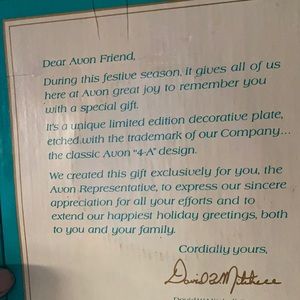 Dear Avon Friend,
During this festive season, it gives all of us
here at Avon great joy to remember you
with a special gift.
It's a unique limited edition decorative plate,
etched with the trademark of our Company...
the classic Avon "4-A" design.
We created this gift exclusively for you, the
Avon Representative, to express our sincere
appreciation for all your efforts and to
extend our happiest holiday greetings, both
to you and your family.
Cordially yours,
David